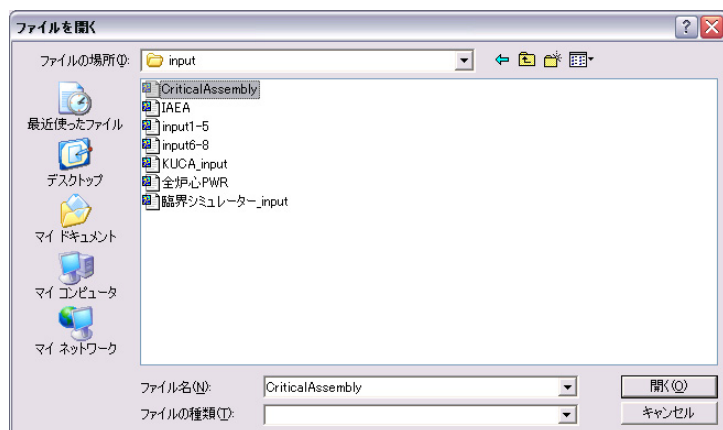 ファイルを開く
ファイルの場所(I):
input
最近使ったファイル
デスクトップ
マイ ドキュメント
マイ コンピュータ
マイ ネットワーク
CriticalAssembly
IAEA
input1-5
input6-8
KUCA_input
全炉心PWR
臨界シミュレーター_input
ファイル名(N):
CriticalAssembly
開く(O)
ファイルの種類(T):
キャンセル